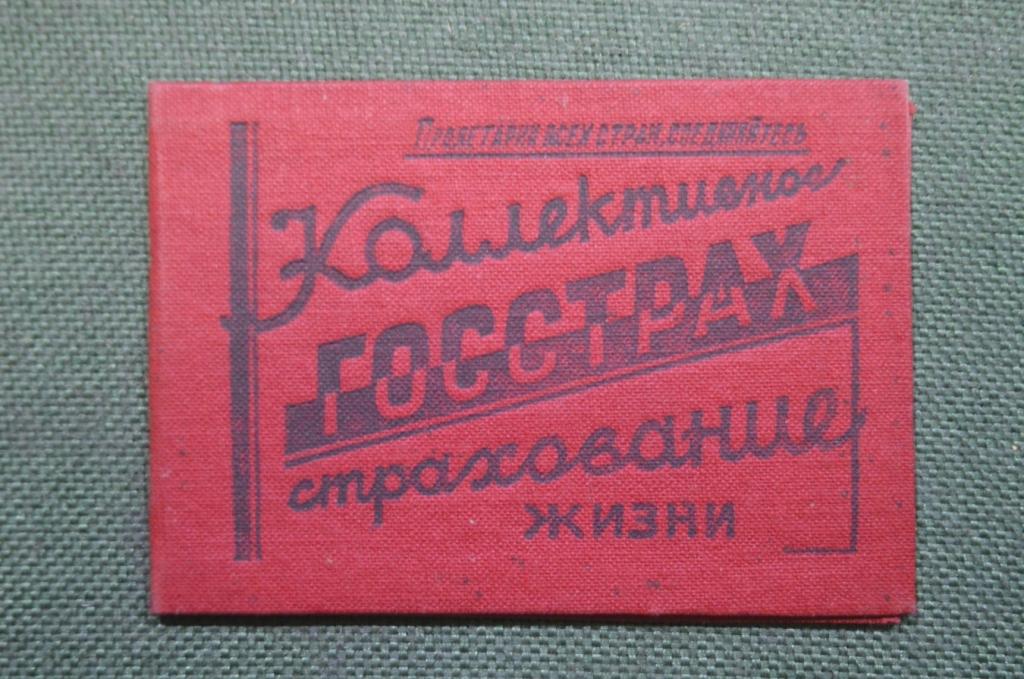 Пролетарии всех стран, соединяйтесь
Коллективное
ГОССТРАХ
страхование
жизни